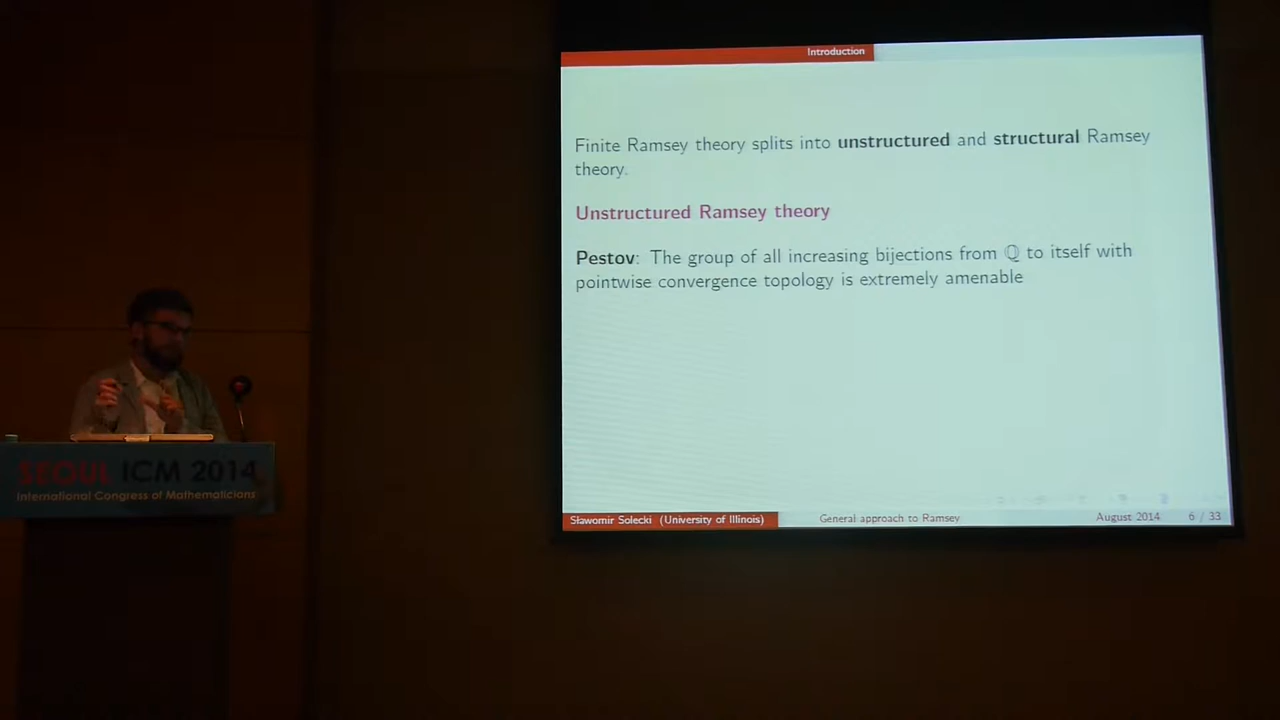 Introduction
Finite Ramsey theory splits into unstructured and structural Ramsey
theory.
Unstructured Ramsey theory
Pestov: The group of all increasing bijections from ℚ to itself with
pointwise convergence topology is extremely amenable
SEOUL ICM 2014
International Congress of Mathematicians
Sławomir Solecki (University of Illinois) General approach to Ramsey August 2014 6 / 33